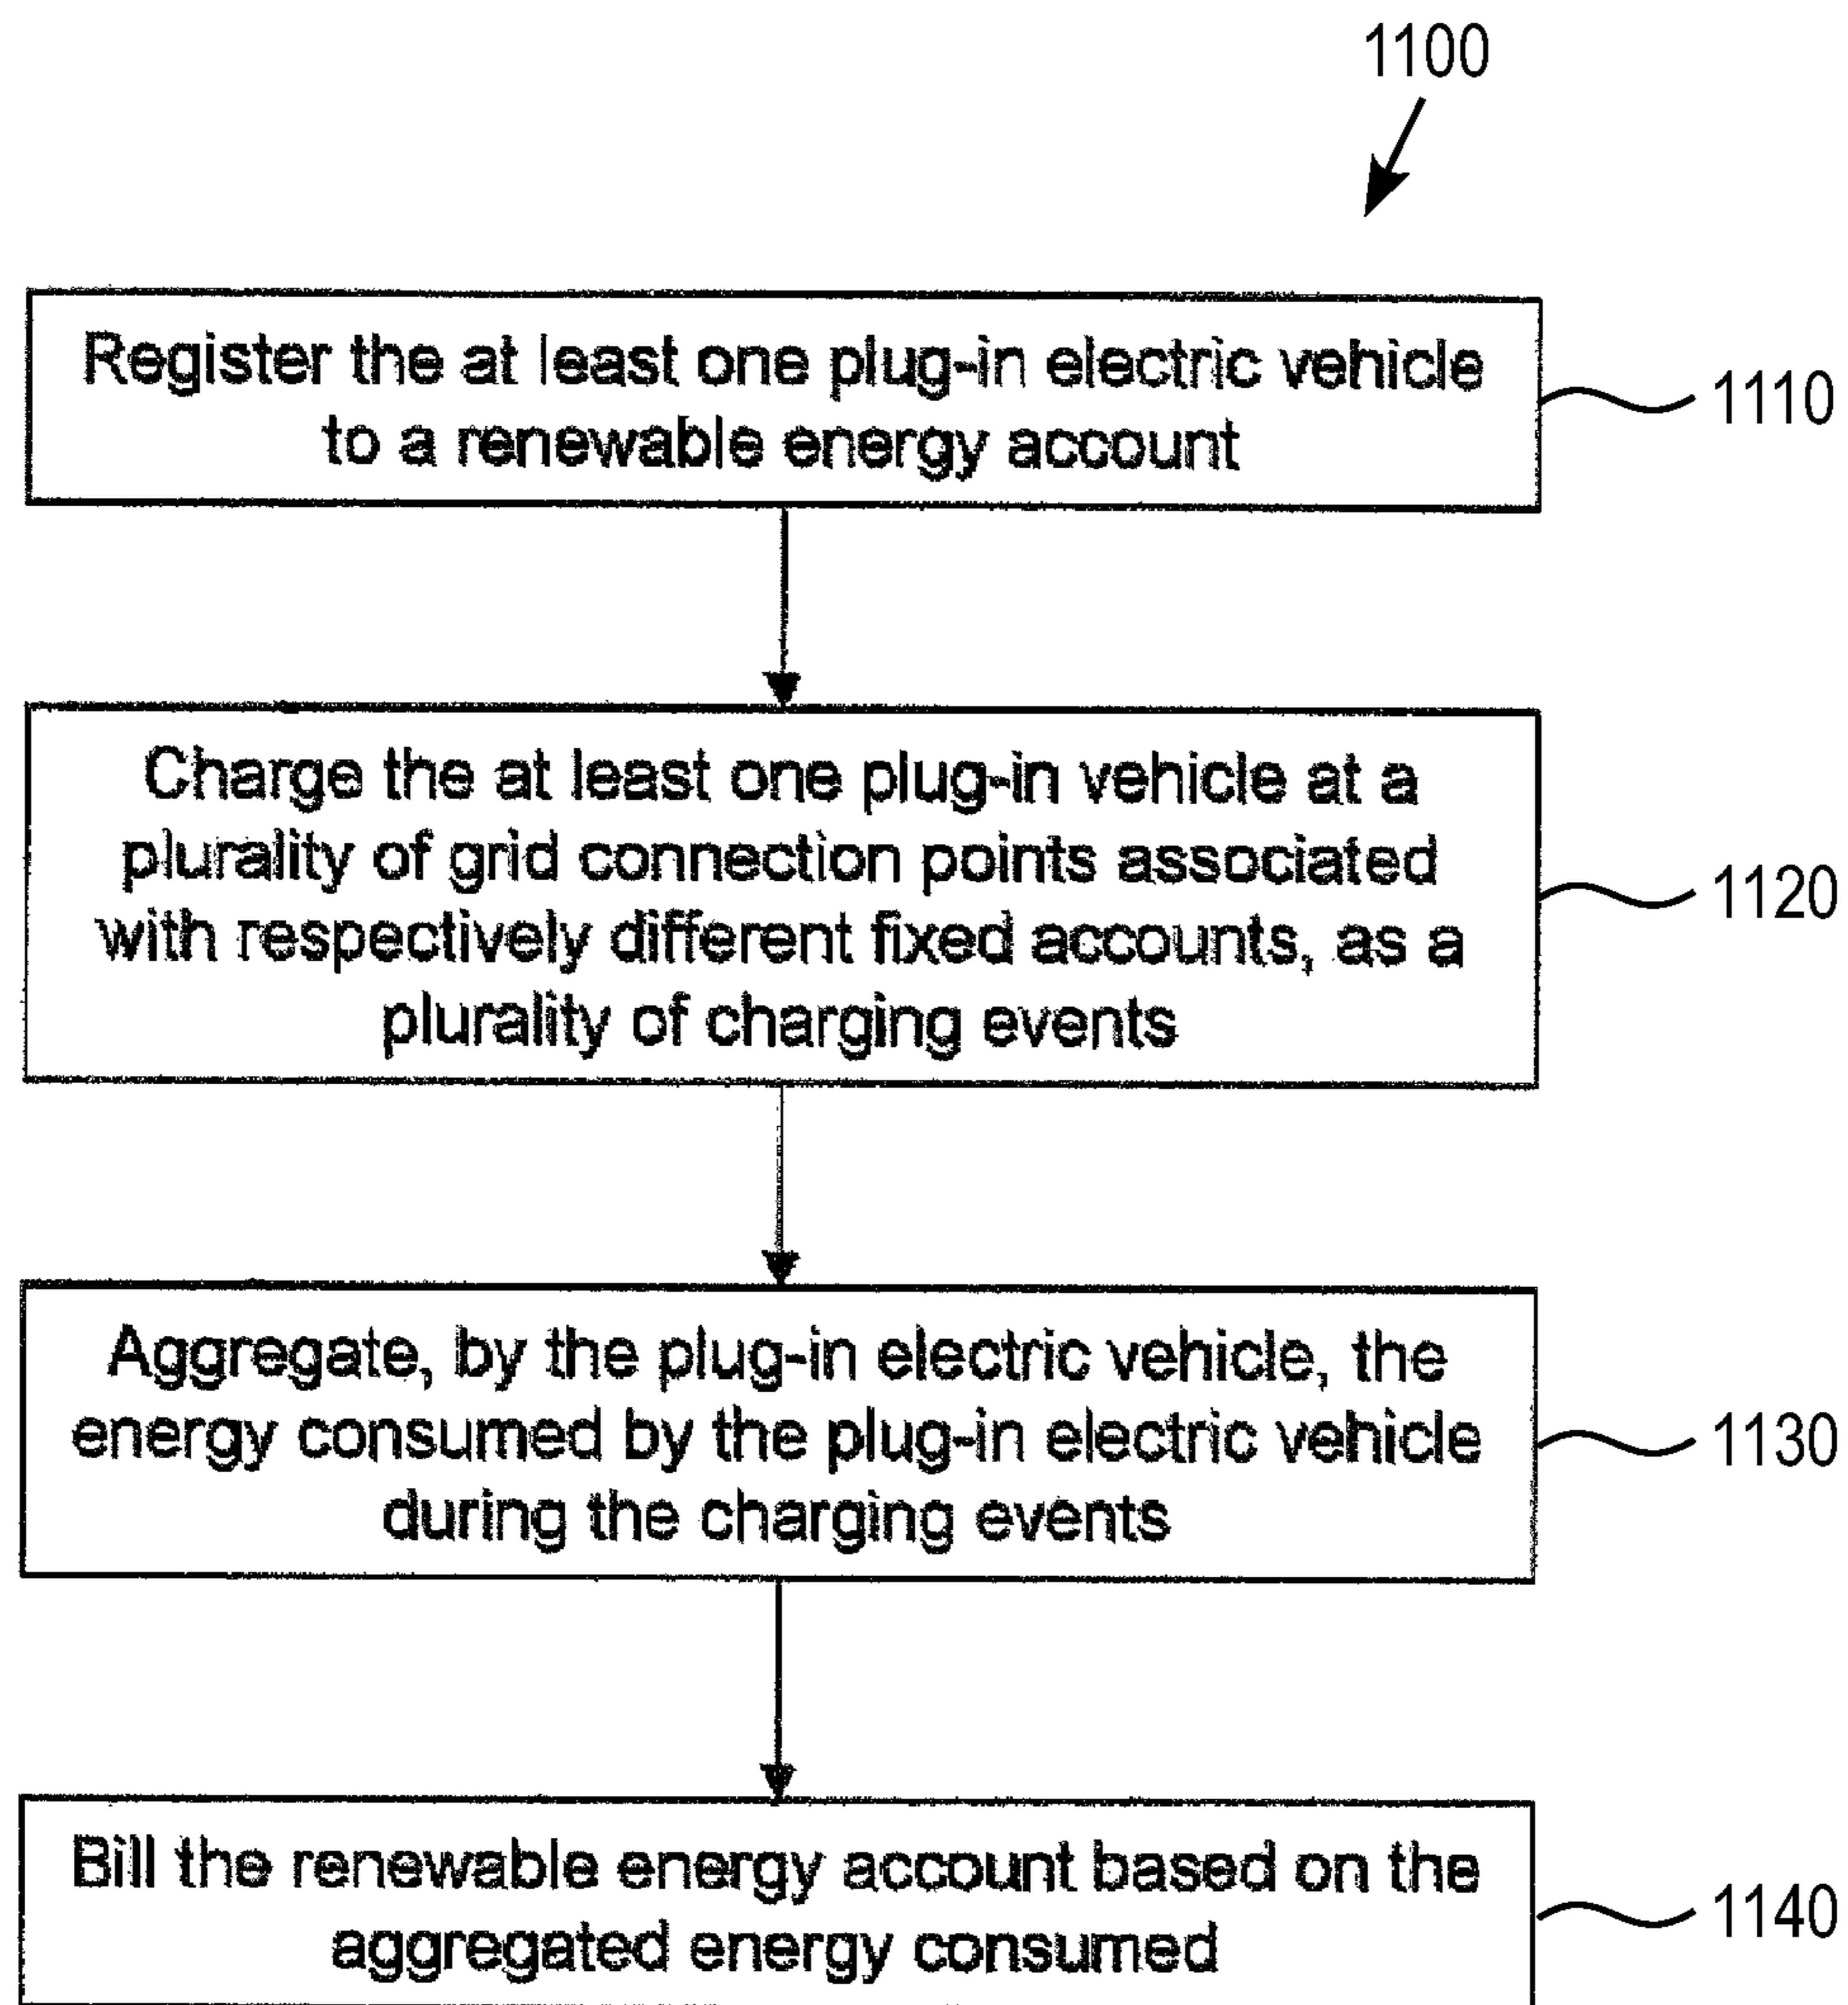 1100
Register the at least one plug-in electric vehicle
to a renewable energy account
1110
Charge the at least one plug-in vehicle at a
plurality of grid connection points associated
with respectively different fixed accounts, as a
plurality of charging events
1120
Aggregate, by the plug-in electric vehicle, the
energy consumed by the plug-in electric vehicle
during the charging events
1130
Bill the renewable energy account based on the
aggregated energy consumed
1140